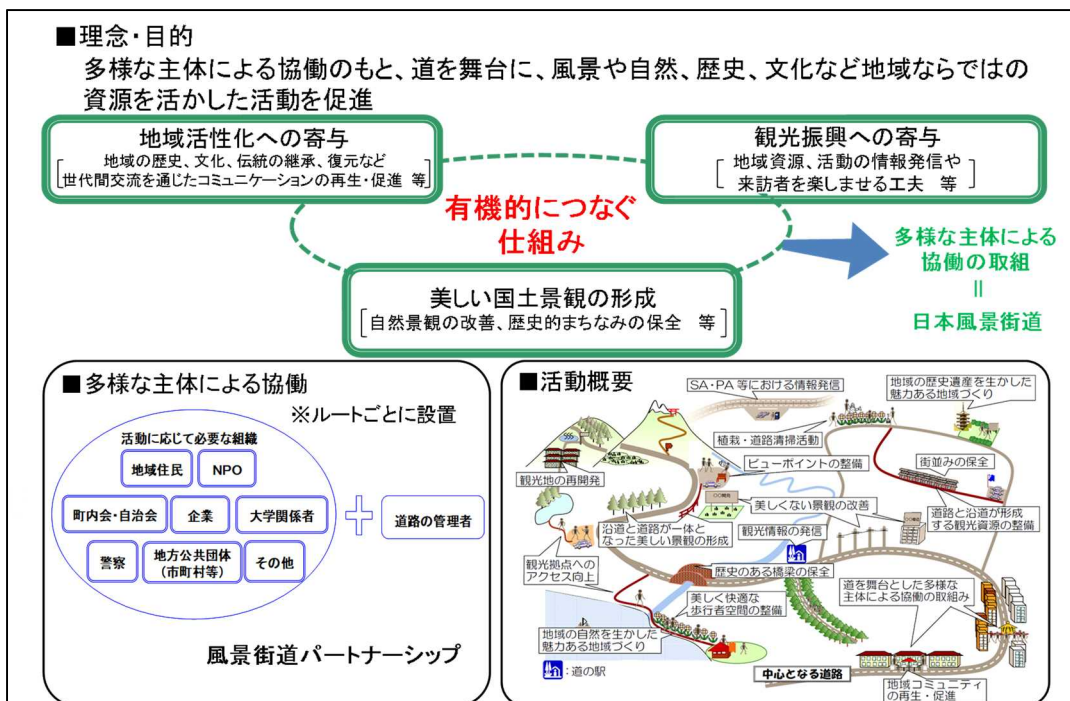 ■理念・目的
多様な主体による協働のもと、道を舞台に、風景や自然、歴史、文化など地域ならではの
資源を活かした活動を促進
地域活性化への寄与
地域の歴史、文化、伝統の継承、復元など
世代間交流を通じたコミュニケーションの再生・促進 等
観光振興への寄与
地域資源、活動の情報発信や
来訪者を楽しませる工夫 等
有機的につなぐ
仕組み
美しい国土景観の形成
自然景観の改善、歴史的まちなみの保全 等
多様な主体による
協働の取組
=
日本風景街道
■多様な主体による協働
※ルートごとに設置
活動に応じて必要な組織
地域住民
NPO
町内会・自治会
企業
大学関係者
警察
地方公共団体
(市町村等)
その他
道路の管理者
風景街道パートナーシップ
■活動概要
SA・PA等における情報発信
地域の歴史遺産を生かした
魅力ある地域づくり
植栽・道路清掃活動
ビューポイントの整備
街並みの保全
観光地の再開発
美しくない景観の改善
道路と沿道が形成
する観光資源の整備
沿道と道路が一体と
なった美しい景観の形成
観光情報の発信
観光拠点への
アクセス向上
歴史のある橋梁の保全
道を舞台とした多様な
主体による協働の取組み
美しく快適な
歩行者空間の整備
地域の自然を生かした
魅力ある地域づくり
:道の駅
中心となる道路
地域コミュニティ
の再生・促進